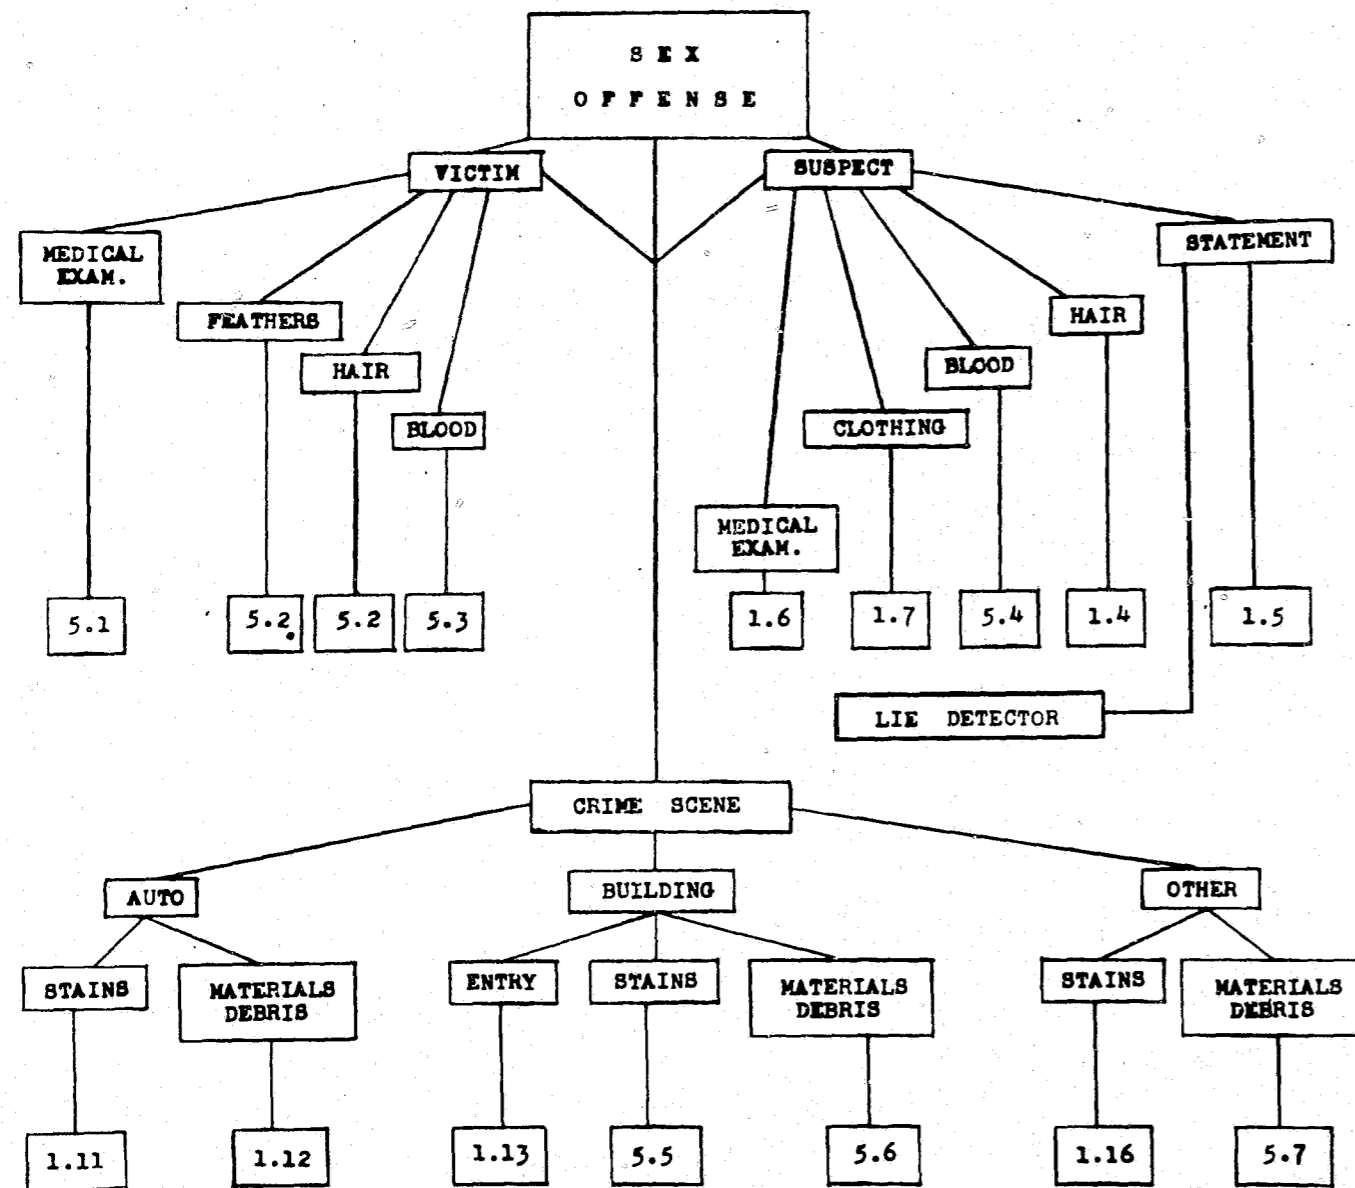 S E X
O F F E N S E
VICTIM
SUSPECT
MEDICAL
EXAM.
STATEMENT
FEATHERS
HAIR
HAIR
BLOOD
BLOOD
CLOTHING
MEDICAL
EXAM.
5.1
5.2.
5.2
5.3
1.6
1.7
5.4
1.4
1.5
LIE DETECTOR
CRIME SCENE
AUTO
BUILDING
OTHER
STAINS
MATERIALS
DEBRIS
ENTRY
STAINS
MATERIALS
DEBRIS
STAINS
MATERIALS
DEBRIS
1.11
1.12
1.13
5.5
5.6
1.16
5.7